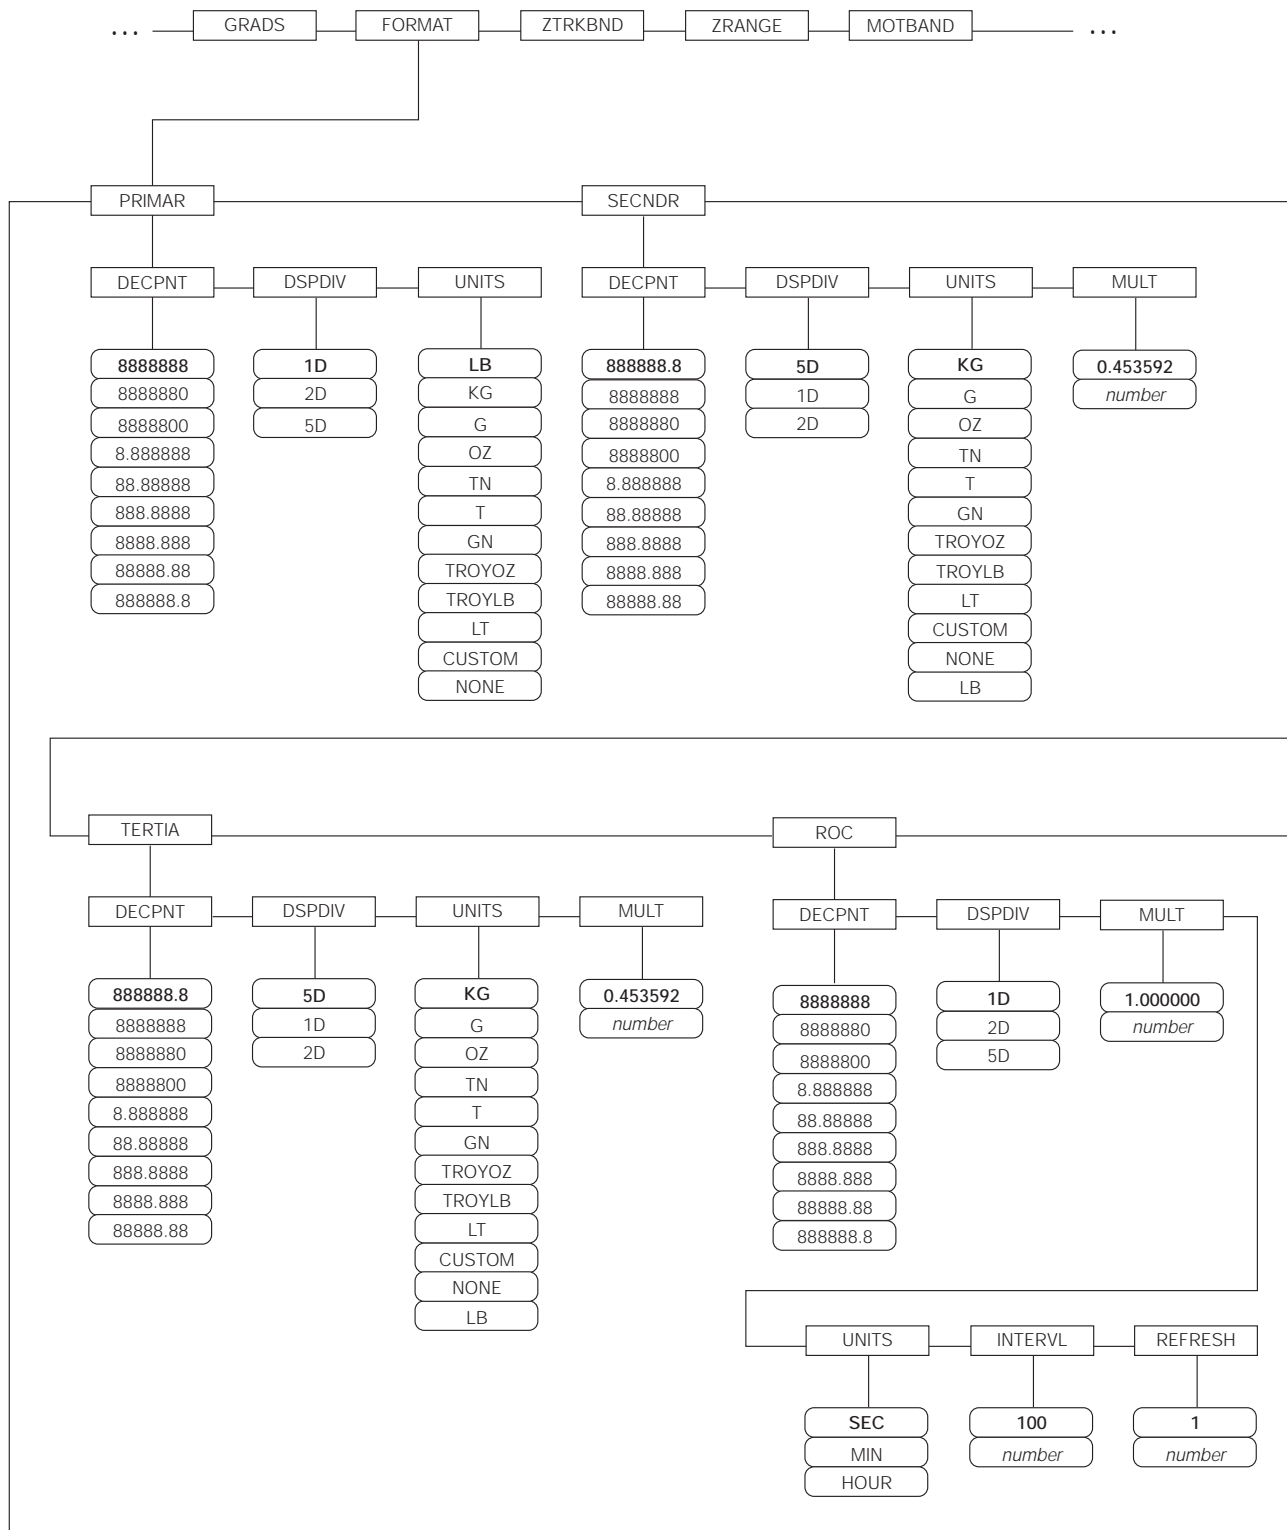 ... GRADS FORMAT ZTRKBND ZRANGE MOTBAND ...
PRIMAR SECNDR
DECPNT DSPDIV UNITS DECPNT DSPDIV UNITS MULT
8888888 1D LB 888888.8 5D KG 0.453592
8888880 2D KG 8888888 1D G number
8888800 5D G 8888880 2D OZ
8.888888 OZ 8888800 TN
88.88888 TN 8.888888 T
888.8888 T 88.88888 GN
8888.888 GN 888.8888 TROYOZ
88888.88 TROYOZ 8888.888 TROYLB
888888.8 TROYLB 88888.88 LT
LT CUSTOM
CUSTOM NONE
NONE LB
TERTIA ROC
DECPNT DSPDIV UNITS MULT DECPNT DSPDIV MULT
888888.8 5D KG 0.453592 8888888 1D 1.000000
8888888 1D G number 8888880 2D number
8888880 2D OZ 8888800 5D
8888800 TN 8.888888
8.888888 T 88.88888
88.88888 GN 888.8888
888.8888 TROYOZ 8888.888
8888.888 TROYLB 88888.88
88888.88 LT 888888.8
CUSTOM
NONE
LB
UNITS INTERVL REFRESH
SEC 100 1
MIN number number
HOUR